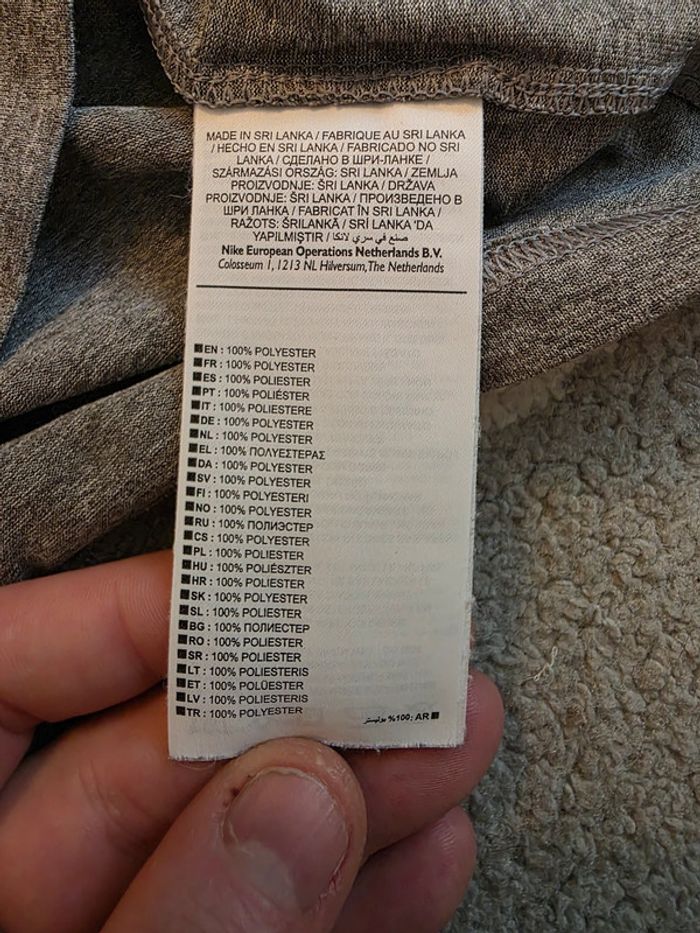 MADE IN SRI LANKA / FABRIQUE AU SRI LANKA
/ HECHO EN SRI LANKA / FABRICADO NO SRI
LANKA / СДЕЛАНО В ШРИ-ЛАНКЕ /
SZÁRMAZÁSI ORSZÁG: SRI LANKA / ZEMLJA
PROIZVODNJE: ŠRI LANKA / DRŽAVA
PROIZVODNJE: ŠRI LANKA / ПРОИЗВЕДЕНО В
ШРИ ЛАНКА / FABRICAT ÎN SRI LANKA /
RAŽOTS: ŠRILANKĀ / SRİ LANKA 'DA
YAPILMIŞTIR / صنع في سري لانكا
Nike European Operations Netherlands B.V.
Colosseum 1, 1213 NL Hilversum, The Netherlands
EN : 100% POLYESTER
FR : 100% POLYESTER
ES : 100% POLIÉSTER
PT : 100% POLIÉSTER
IT : 100% POLIESTERE
DE : 100% POLYESTER
NL : 100% POLYESTER
EL : 100% ΠΟΛΥΕΣΤΕΡΑΣ
DA : 100% POLYESTER
SV : 100% POLYESTER
FI : 100% POLYESTERI
NO : 100% POLYESTER
RU : 100% ПОЛИЭСТЕР
CS : 100% POLYESTER
PL : 100% POLIESTER
HU : 100% POLIÉSZTER
HR : 100% POLIESTER
SK : 100% POLYESTER
SL : 100% POLIESTER
BG : 100% ПОЛИЕСТЕР
RO : 100% POLIESTER
SR : 100% POLIESTER
LT : 100% POLIESTERIS
ET : 100% POLÜESTER
LV : 100% POLIESTERIS
TR : 100% POLYESTER
AR :100% بوليستر